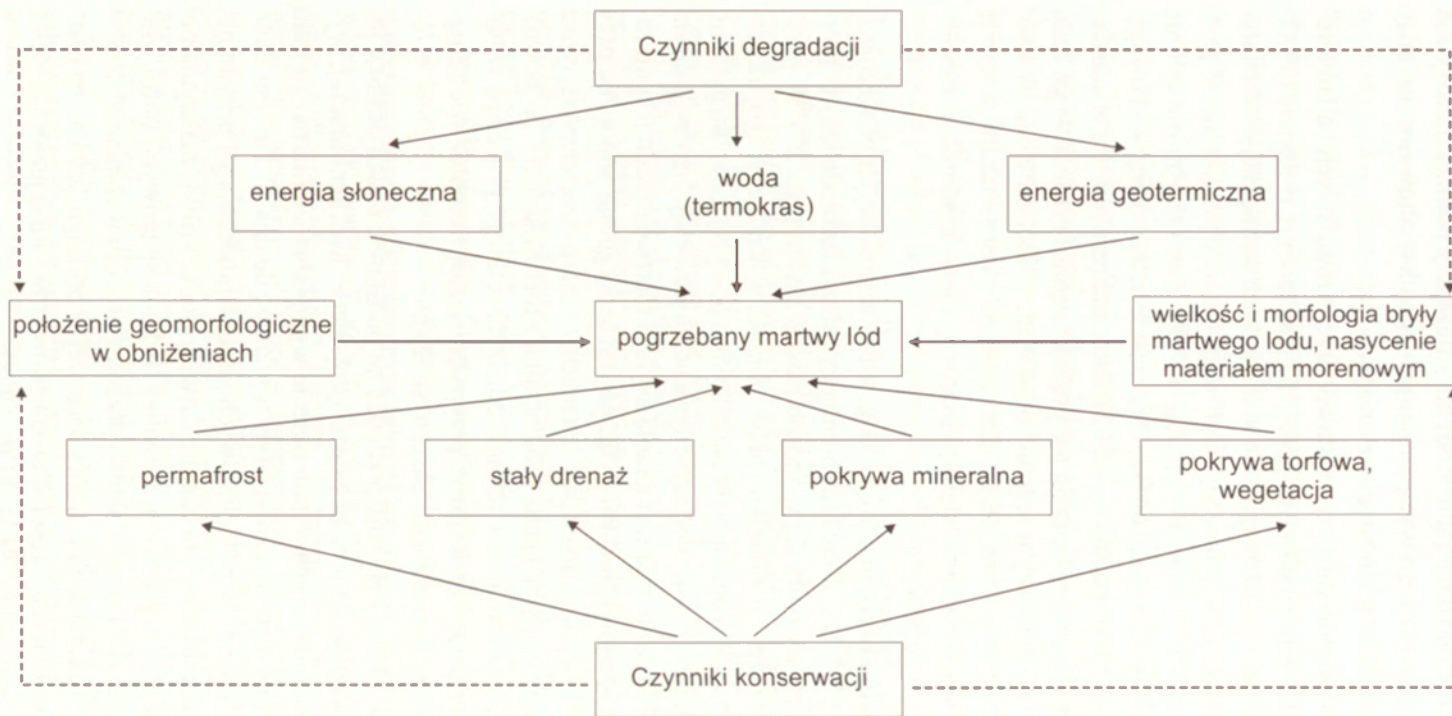 Czynniki degradacji
energia słoneczna
woda
(termokras)
energia geotermiczna
położenie geomorfologiczne
w obniżeniach
pogrzebany martwy lód
wielkość i morfologia bryły
martwego lodu, nasycenie
materiałem morenowym
permafrost
stały drenaż
pokrywa mineralna
pokrywa torfowa,
wegetacja
Czynniki konserwacji